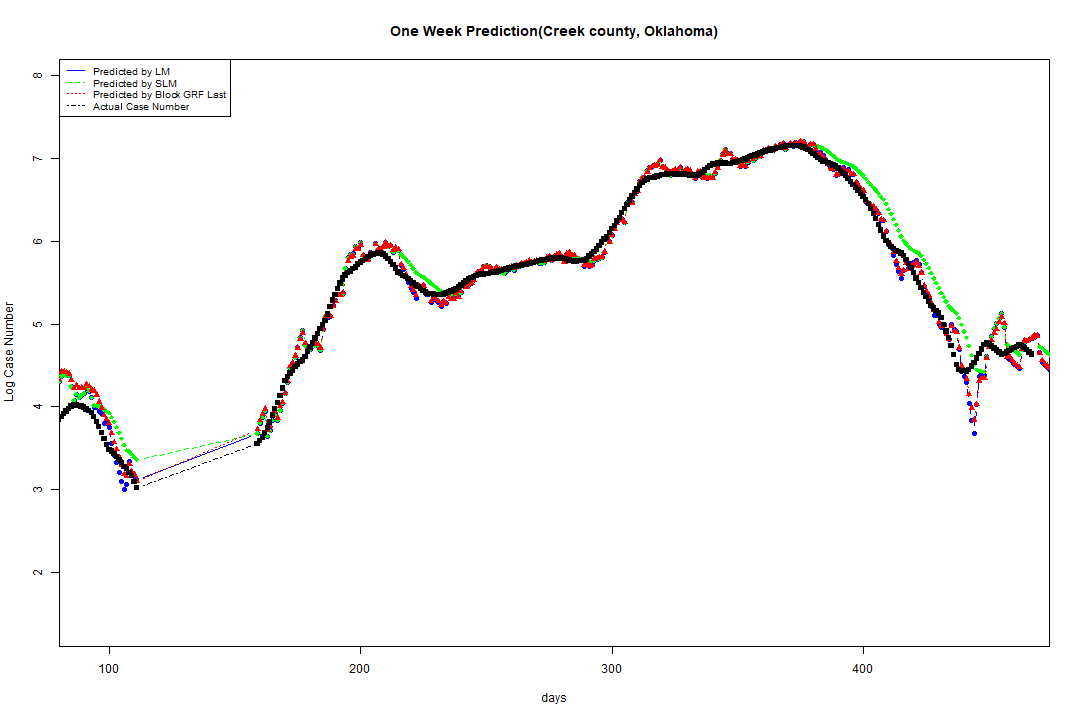 One Week Prediction(Creek county, Oklahoma)
Predicted by LM
Predicted by SLM
Predicted by Block GRF Last
Actual Case Number
8
7
6
5
4
3
2
Log Case Number
100 200 300 400
days